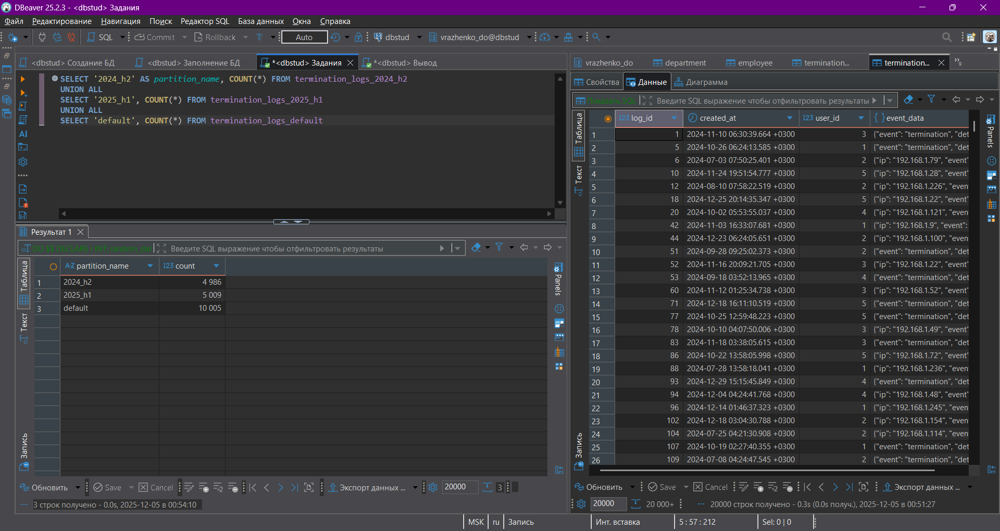 DBeaver 25.2.3 - <dbstud> Задания
Файл Редактирование Навигация Поиск Редактор SQL База данных Окна Справка
SQL Commit Rollback T Auto dbstud vrazhenko_do@dbstud
<dbstud> Создание БД <dbstud> Заполнение БД *<dbstud> Задания *<dbstud> Вывод
SELECT '2024_h2' AS partition_name, COUNT(*) FROM termination_logs_2024_h2
UNION ALL
SELECT '2025_h1', COUNT(*) FROM termination_logs_2025_h1
UNION ALL
SELECT 'default', COUNT(*) FROM termination_logs_default
AI
Результат 1
DO $$ DECLARE i INT; random_dat Введите SQL выражение чтобы отфильтровать результаты
Таблица
Текст
Запись
A-Z partition_name 123 count
1 2024_h2 4 986
2 2025_h1 5 009
3 default 10 005
Panels
Обновить Save Cancel Экспорт данных ... 20000 3
3 строк получено - 0.0s, 2025-12-05 в 00:54:10
vrazhenko_do department employee termination... termination... »9
Свойства Данные Диаграмма
Показать SQL Введите SQL выражение чтобы отфильтровать результаты
Таблица
Текст
Запись
123 log_id created_at 123 user_id {} event_data
1 1 2024-11-10 06:30:39.664 +0300 3 {"event": "termination", "det
2 5 2024-10-26 06:24:13.585 +0300 1 {"event": "termination", "det
3 6 2024-07-03 07:50:25.401 +0300 2 {"ip": "192.168.1.79", "event"
4 10 2024-11-24 19:51:54.777 +0300 5 {"ip": "192.168.1.28", "event"
5 12 2024-08-10 07:58:22.519 +0300 2 {"ip": "192.168.1.226", "even
6 18 2024-12-25 20:14:35.347 +0300 5 {"ip": "192.168.1.22", "event"
7 20 2024-10-02 05:53:55.037 +0300 4 {"ip": "192.168.1.121", "even
8 42 2024-11-03 16:33:07.681 +0300 1 {"ip": "192.168.1.9", "event":
9 44 2024-12-23 06:24:05.651 +0300 2 {"ip": "192.168.1.100", "even
10 51 2024-09-28 09:25:02.373 +0300 2 {"event": "termination", "det
11 52 2024-11-16 20:09:21.705 +0300 3 {"ip": "192.168.1.22", "event"
12 53 2024-09-18 03:52:13.965 +0300 4 {"event": "termination", "det
13 60 2024-11-12 01:25:34.738 +0300 3 {"ip": "192.168.1.52", "event"
14 71 2024-12-18 16:11:10.519 +0300 5 {"event": "termination", "det
15 77 2024-10-25 12:59:48.223 +0300 5 {"event": "termination", "det
16 78 2024-10-10 04:07:50.006 +0300 3 {"ip": "192.168.1.49", "event"
17 83 2024-11-18 03:38:05.615 +0300 3 {"event": "termination", "det
18 86 2024-10-22 13:58:05.998 +0300 5 {"ip": "192.168.1.72", "event"
19 88 2024-07-28 13:58:18.041 +0300 1 {"ip": "192.168.1.236", "even
20 93 2024-12-29 15:15:45.849 +0300 4 {"event": "termination", "det
21 94 2024-12-04 04:24:41.768 +0300 4 {"ip": "192.168.1.48", "event"
22 96 2024-12-14 01:46:37.323 +0300 1 {"ip": "192.168.1.245", "even
23 102 2024-12-18 03:04:30.788 +0300 2 {"ip": "192.168.1.154", "even
24 104 2024-07-25 04:21:30.908 +0300 2 {"ip": "192.168.1.114", "even
25 107 2024-10-19 02:27:40.355 +0300 1 {"event": "termination", "det
26 109 2024-07-08 04:24:47.545 +0300 2 {"event": "termination", "det
Panels
Обновить Save Cancel Экспорт данных ...
20000 20 000+ 20000 строк получено - 0.3s (0.0s получ.), 2025-12-05 в 00:51:27
MSK ru Запись Инт. вставка 5 : 57 : 212 Sel: 0 | 0